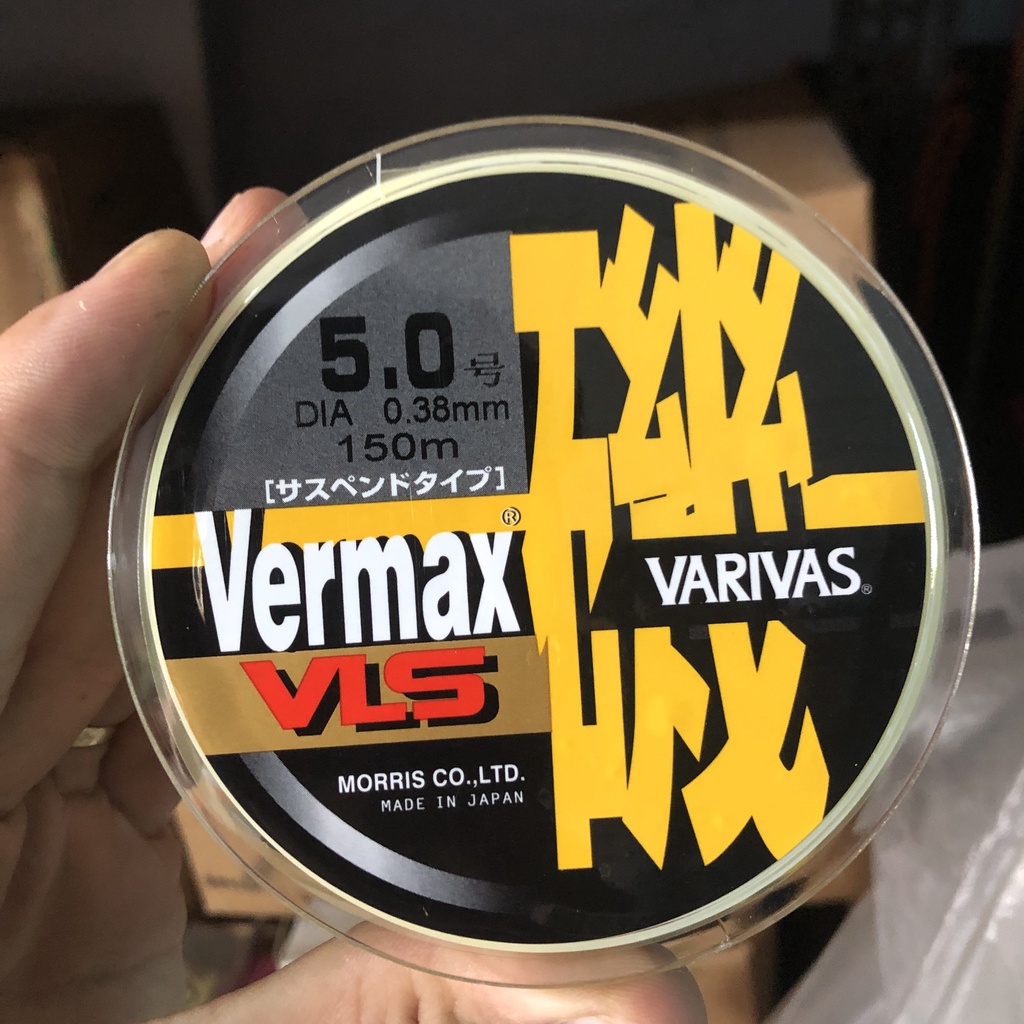 5.0号
DIA 0.38mm
150m
[サスペンドタイプ]
Vermax®
VLS
MORRIS CO.,LTD.
MADE IN JAPAN
磯
VARIVAS®